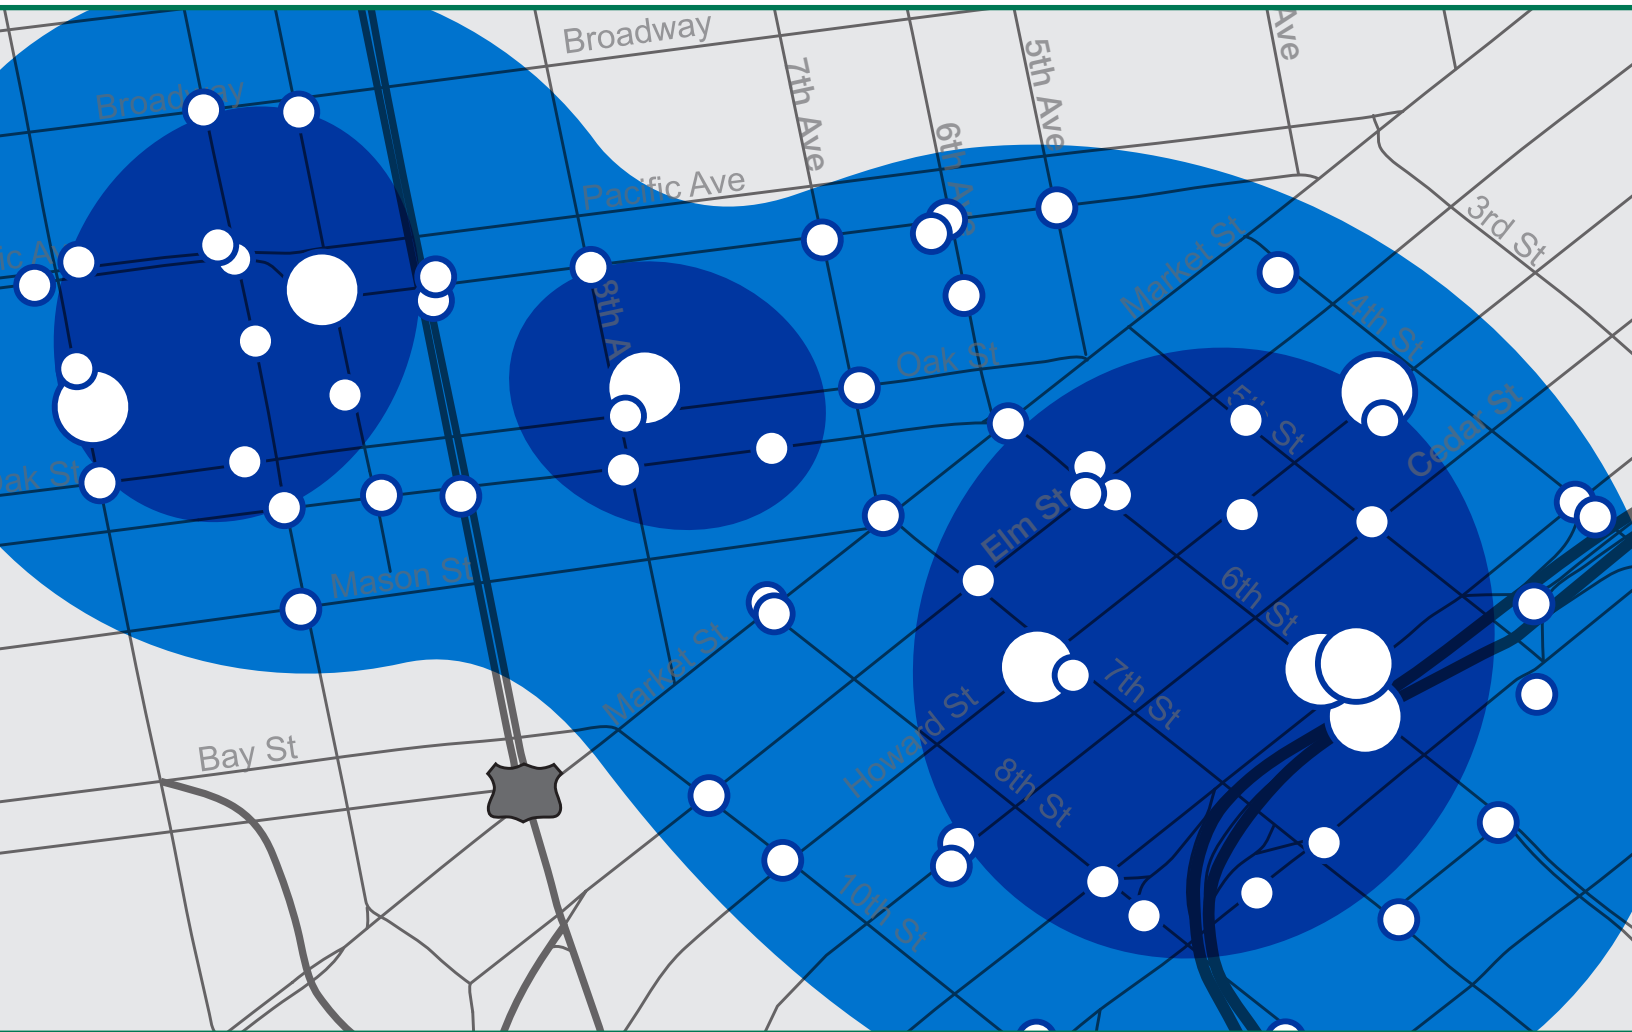 Broadway
Ave
5th Ave
7th Ave
Broadway
6th Ave
Pacific Ave
3rd St
Market St
8th A
4th St
Oak St
5th St
Cedar St
Oak St
Elm St
Mason St
6th St
Market St
7th St
Howard St
Bay St
8th St
10th St